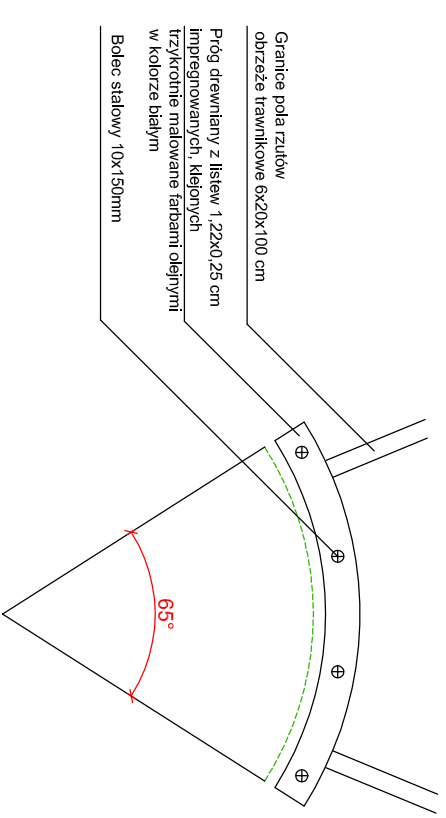 Granice pola rzutów
obrzeże trawnikowe 6x20x100 cm
Próg drewniany z listew 1,22x0,25 cm
impregnowanych, klejonych
trzykrotnie malowane farbami olejnymi
w kolorze białym
Bolec stalowy 10x150mm
65°